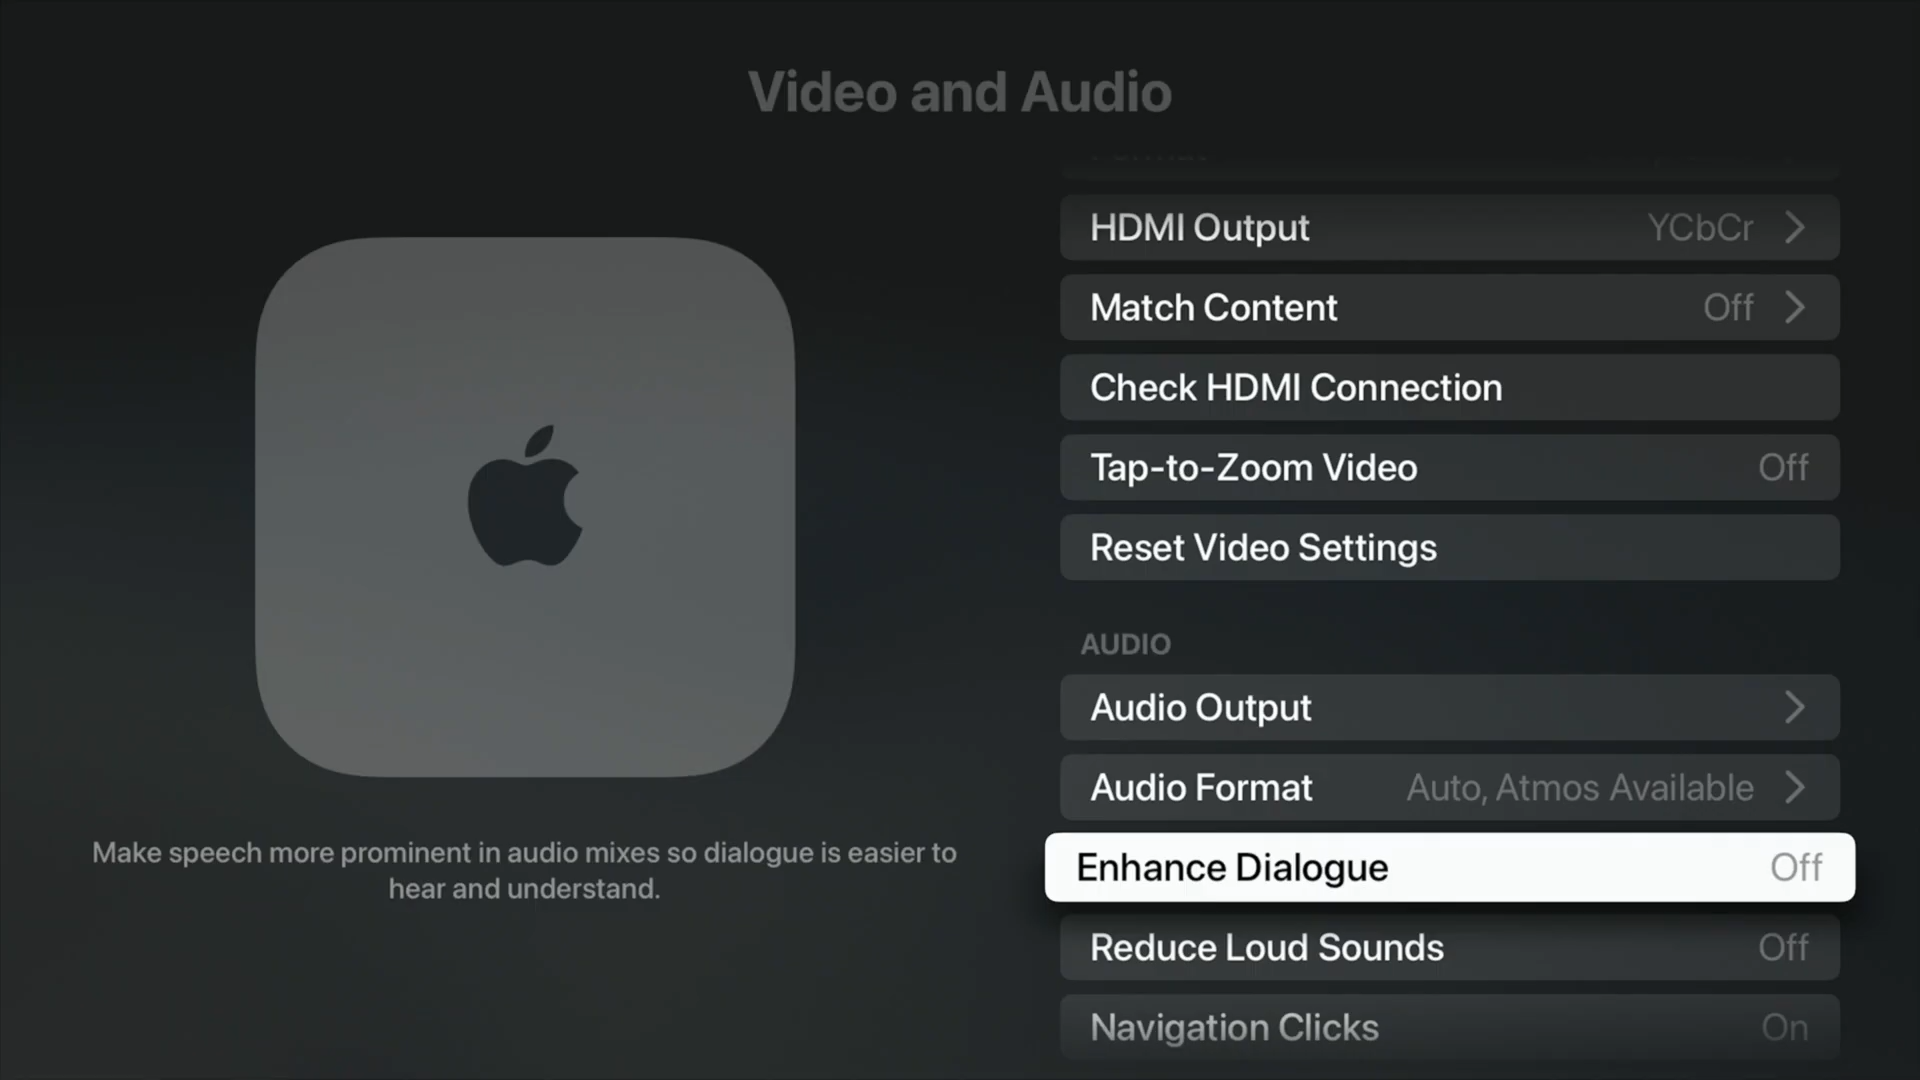 Video and Audio
HDMI Output YCbCr
Match Content Off
Check HDMI Connection
Tap-to-Zoom Video Off
Reset Video Settings
AUDIO
Audio Output
Audio Format Auto, Atmos Available
Enhance Dialogue Off
Reduce Loud Sounds Off
Navigation Clicks On
Make speech more prominent in audio mixes so dialogue is easier to
hear and understand.